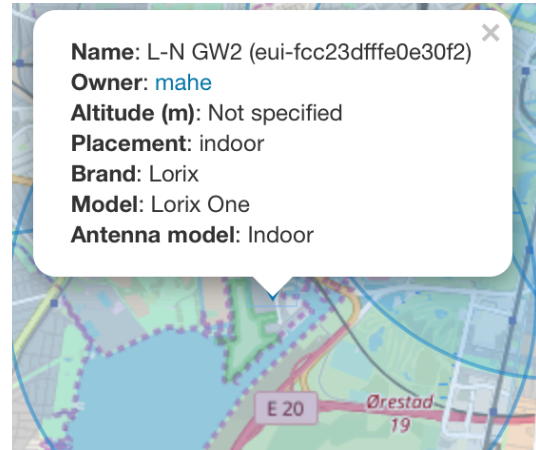 ×
Name: L-N GW2 (eui-fcc23dfffe0e30f2)
Owner: mahe
Altitude (m): Not specified
Placement: indoor
Brand: Lorix
Model: Lorix One
Antenna model: Indoor
E 20
Ørestad
19